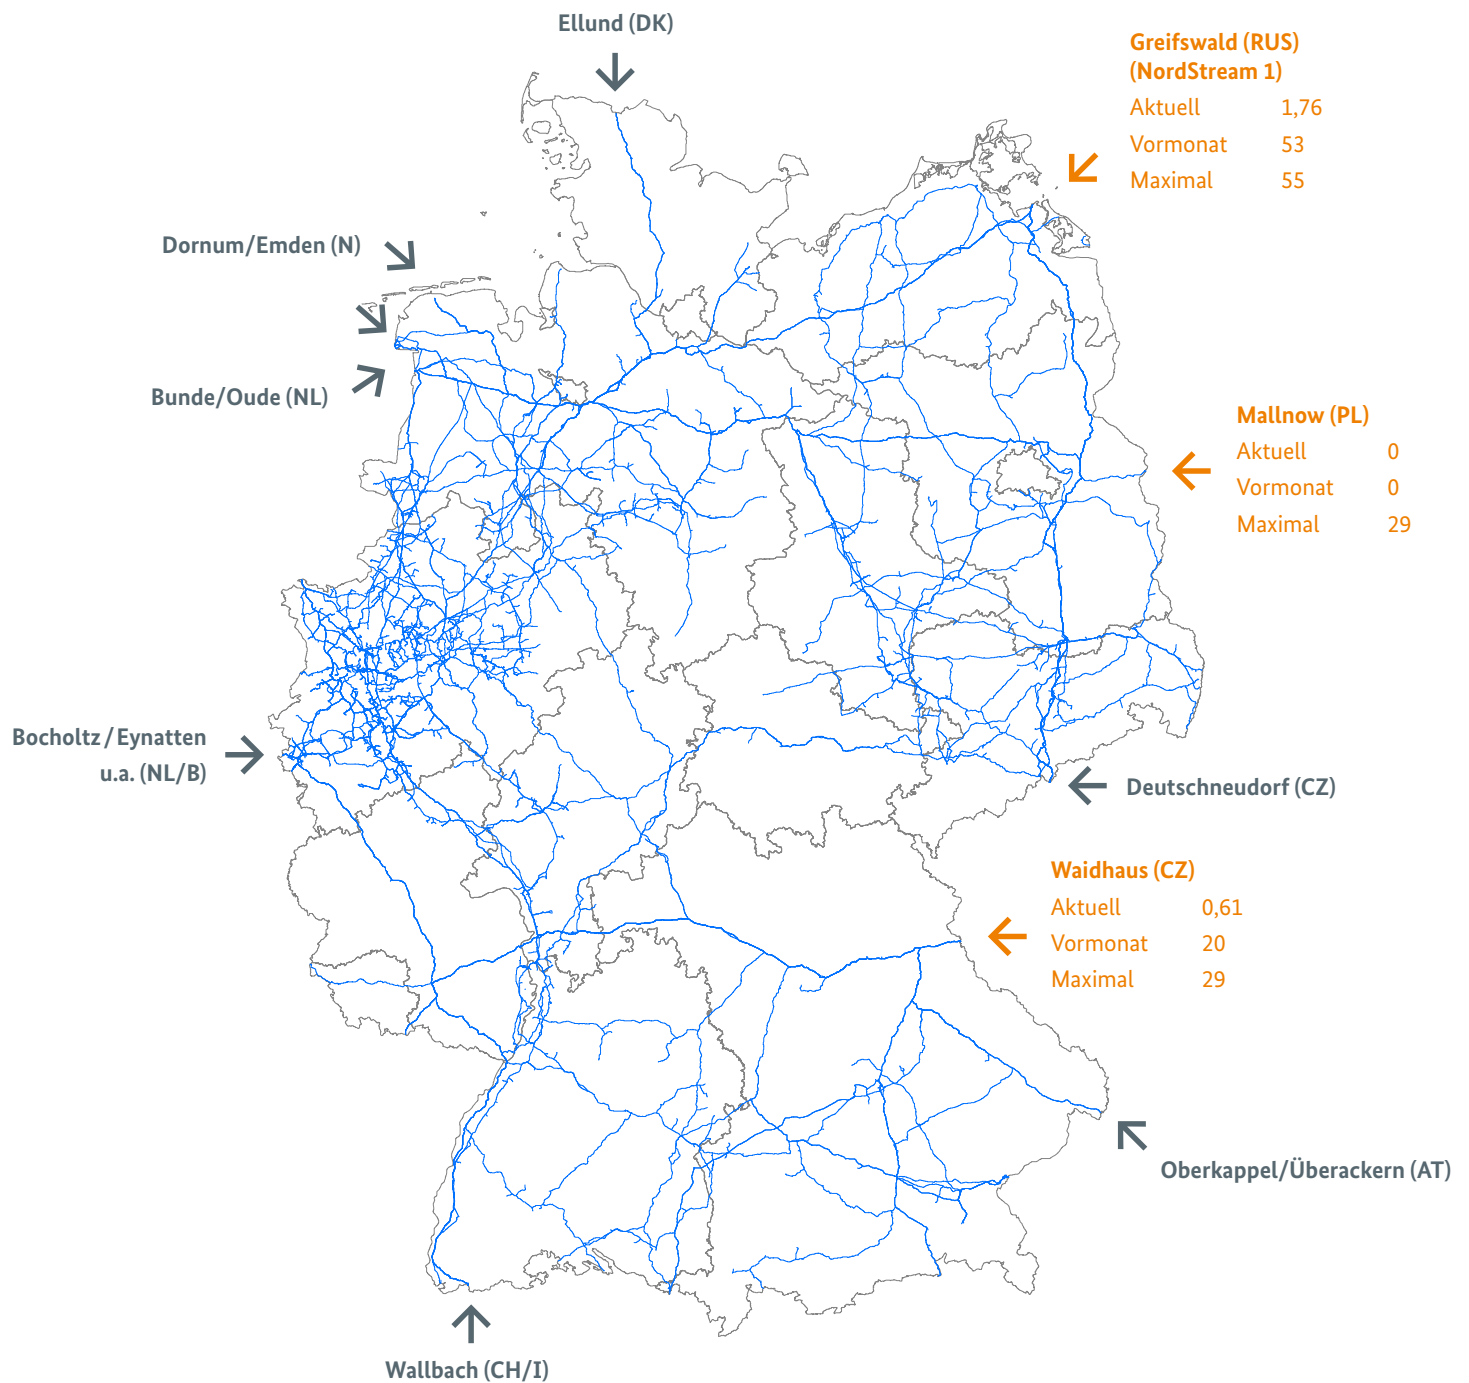 Ellund (DK)
Greifswald (RUS)
(NordStream 1)
Aktuell 1,76
Vormonat 53
Maximal 55
Dornum/Emden (N)
Bunde/Oude (NL)
Mallnow (PL)
Aktuell 0
Vormonat 0
Maximal 29
Bocholtz / Eynatten
u.a. (NL/B)
Deutschneudorf (CZ)
Waidhaus (CZ)
Aktuell 0,61
Vormonat 20
Maximal 29
Oberkappel/Überackern (AT)
Wallbach (CH/I)